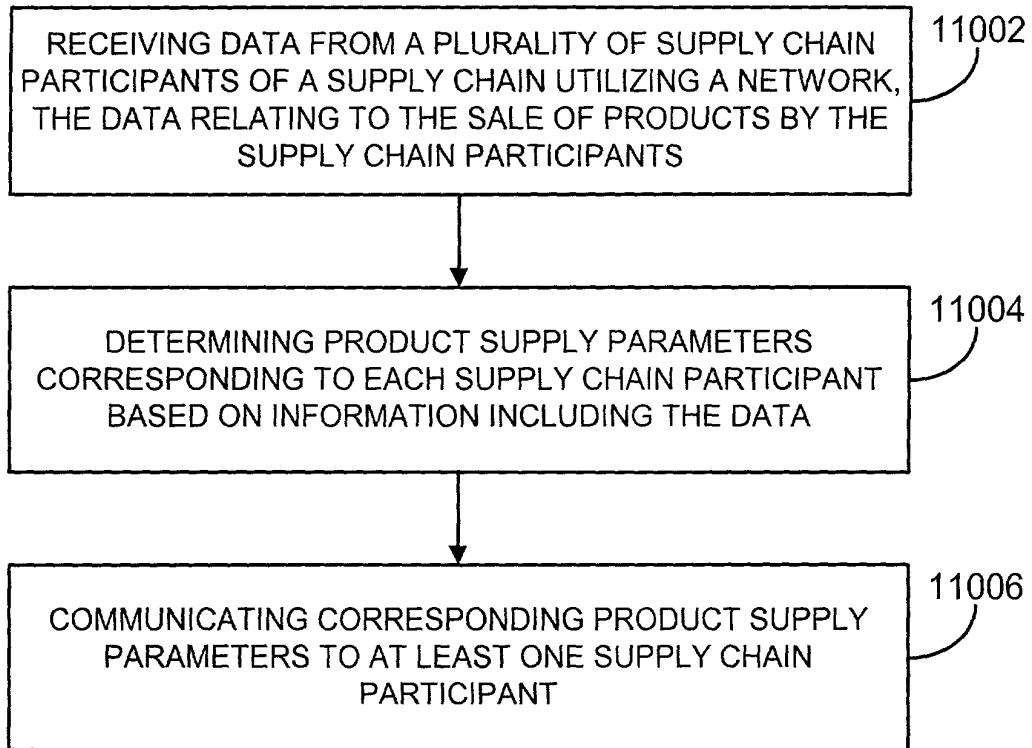 RECEIVING DATA FROM A PLURALITY OF SUPPLY CHAIN
PARTICIPANTS OF A SUPPLY CHAIN UTILIZING A NETWORK,
THE DATA RELATING TO THE SALE OF PRODUCTS BY THE
SUPPLY CHAIN PARTICIPANTS
11002
DETERMINING PRODUCT SUPPLY PARAMETERS
CORRESPONDING TO EACH SUPPLY CHAIN PARTICIPANT
BASED ON INFORMATION INCLUDING THE DATA
11004
COMMUNICATING CORRESPONDING PRODUCT SUPPLY
PARAMETERS TO AT LEAST ONE SUPPLY CHAIN
PARTICIPANT
11006